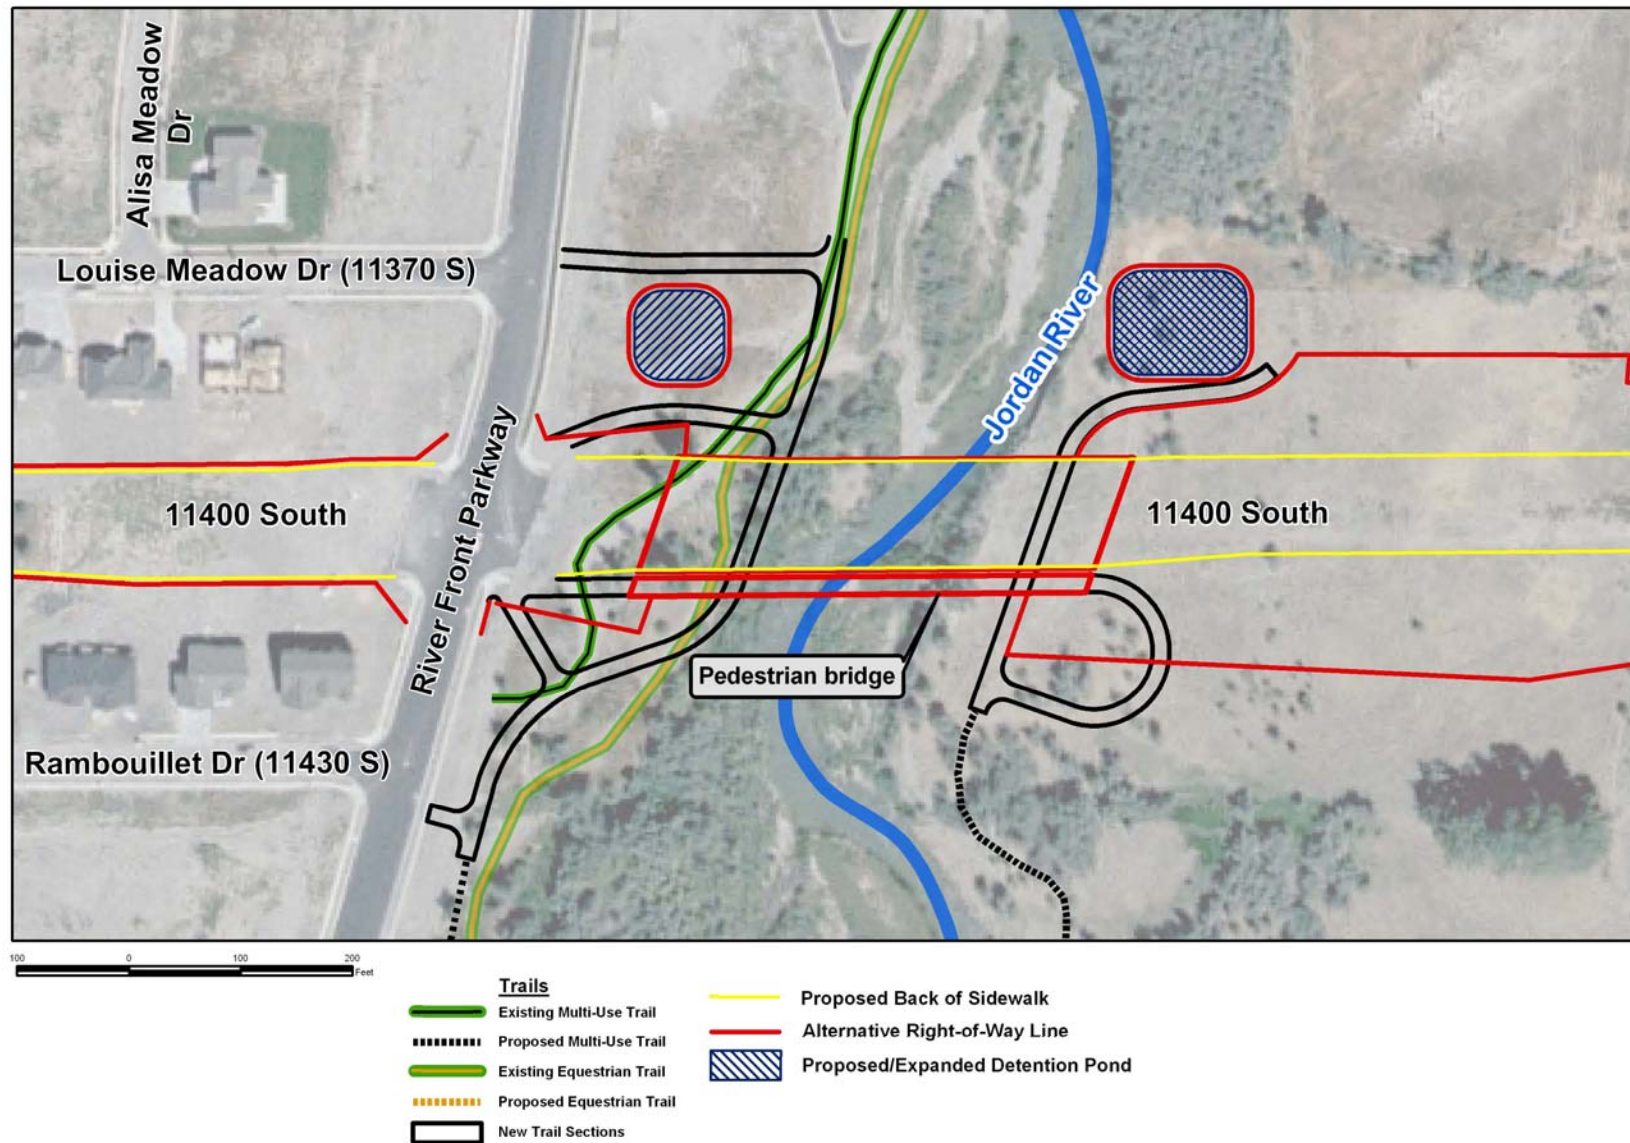 Alisa Meadow
Dr
Louise Meadow Dr (11370 S)
Jordan River
River Front Parkway
11400 South
11400 South
Pedestrian bridge
Rambouillet Dr (11430 S)
100 0 100 200
Feet
Trails
Existing Multi-Use Trail
Proposed Multi-Use Trail
Existing Equestrian Trail
Proposed Equestrian Trail
New Trail Sections
Proposed Back of Sidewalk
Alternative Right-of-Way Line
Proposed/Expanded Detention Pond